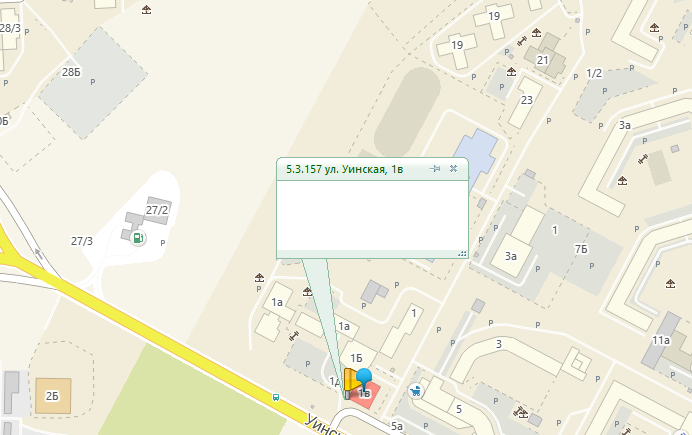 28/3
19
19
21
28Б
P
1/2
23
3а
3а
5.3.157 ул. Уинская, 1в
27/2
27/3
P
1
7Б
3а
1а
1
1а
11а
3
1Б
1в
2Б
5
5а